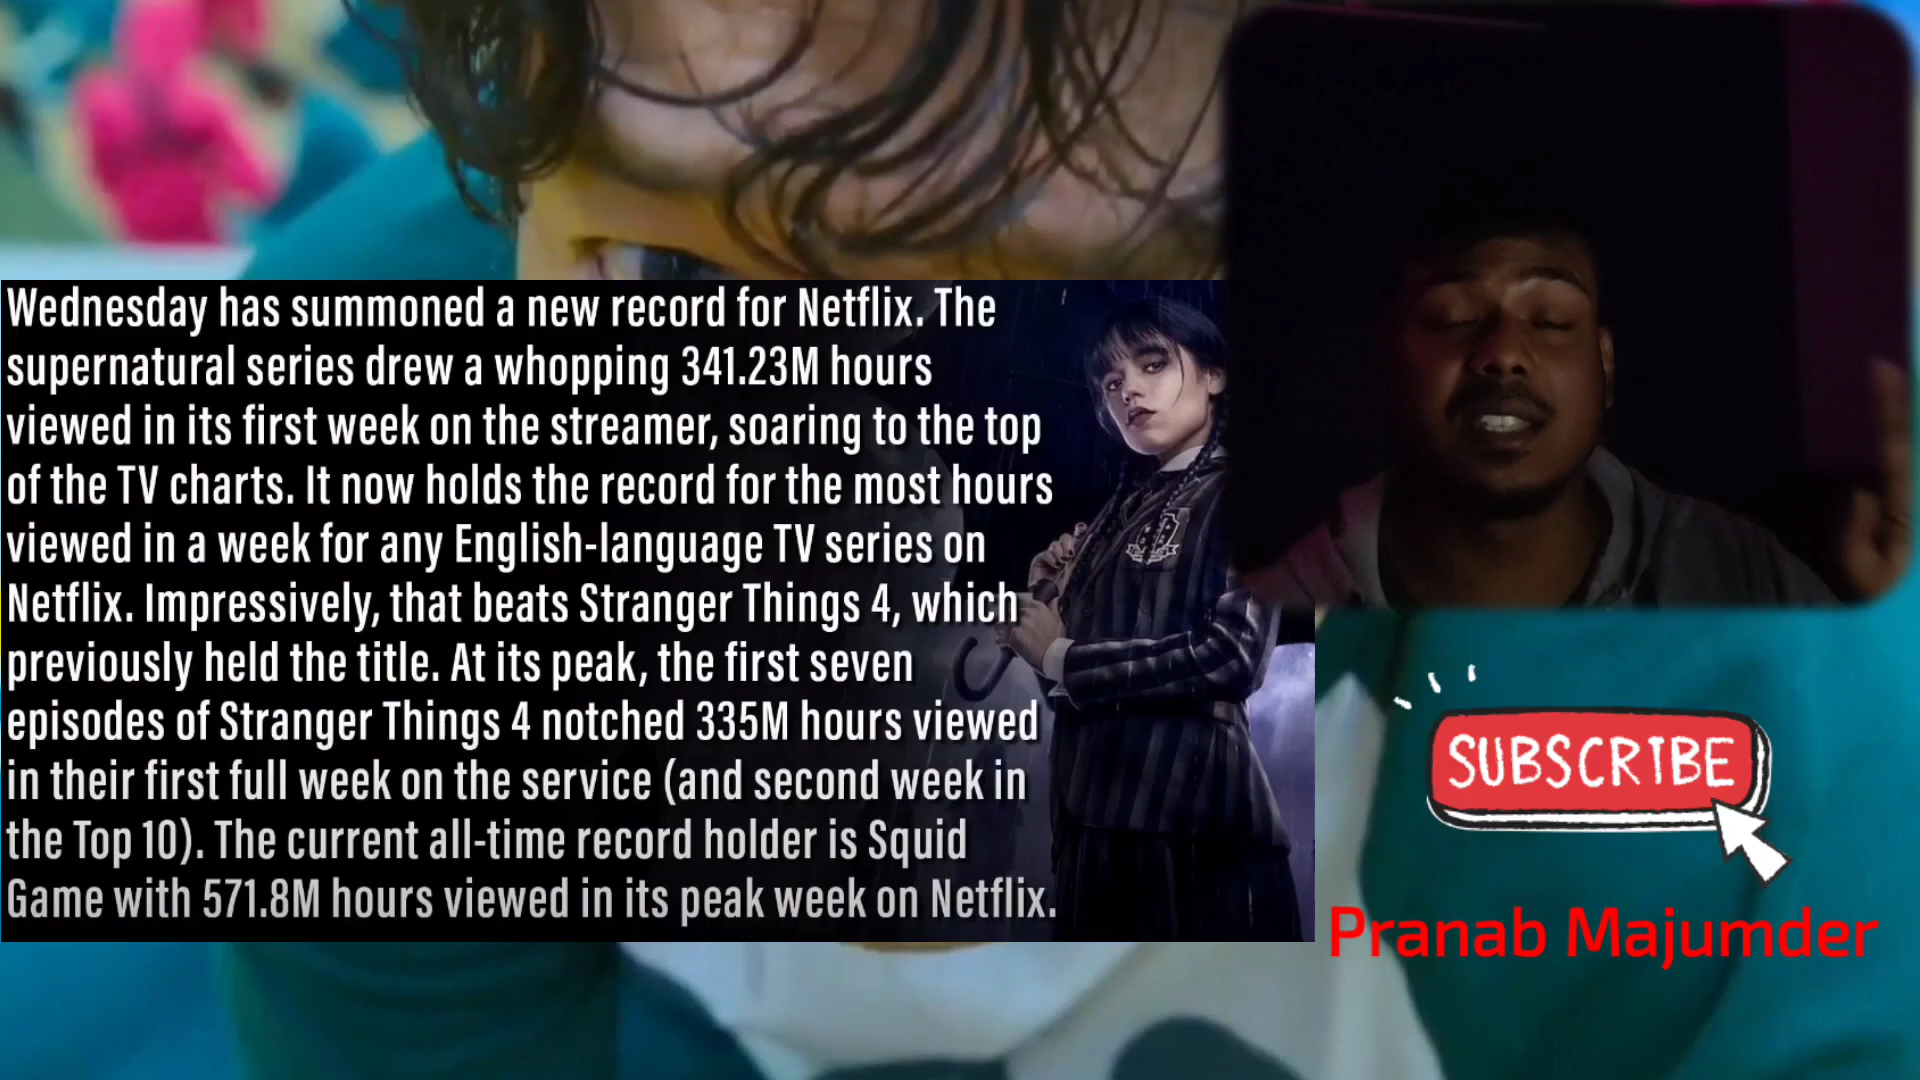 Wednesday has summoned a new record for Netflix. The
supernatural series drew a whopping 341.23M hours
viewed in its first week on the streamer, soaring to the top
of the TV charts. It now holds the record for the most hours
viewed in a week for any English-language TV series on
Netflix. Impressively, that beats Stranger Things 4, which
previously held the title. At its peak, the first seven
episodes of Stranger Things 4 notched 335M hours viewed
in their first full week on the service (and second week in
the Top 10). The current all-time record holder is Squid
Game with 571.8M hours viewed in its peak week on Netflix.
SUBSCRIBE
Pranab Majumder